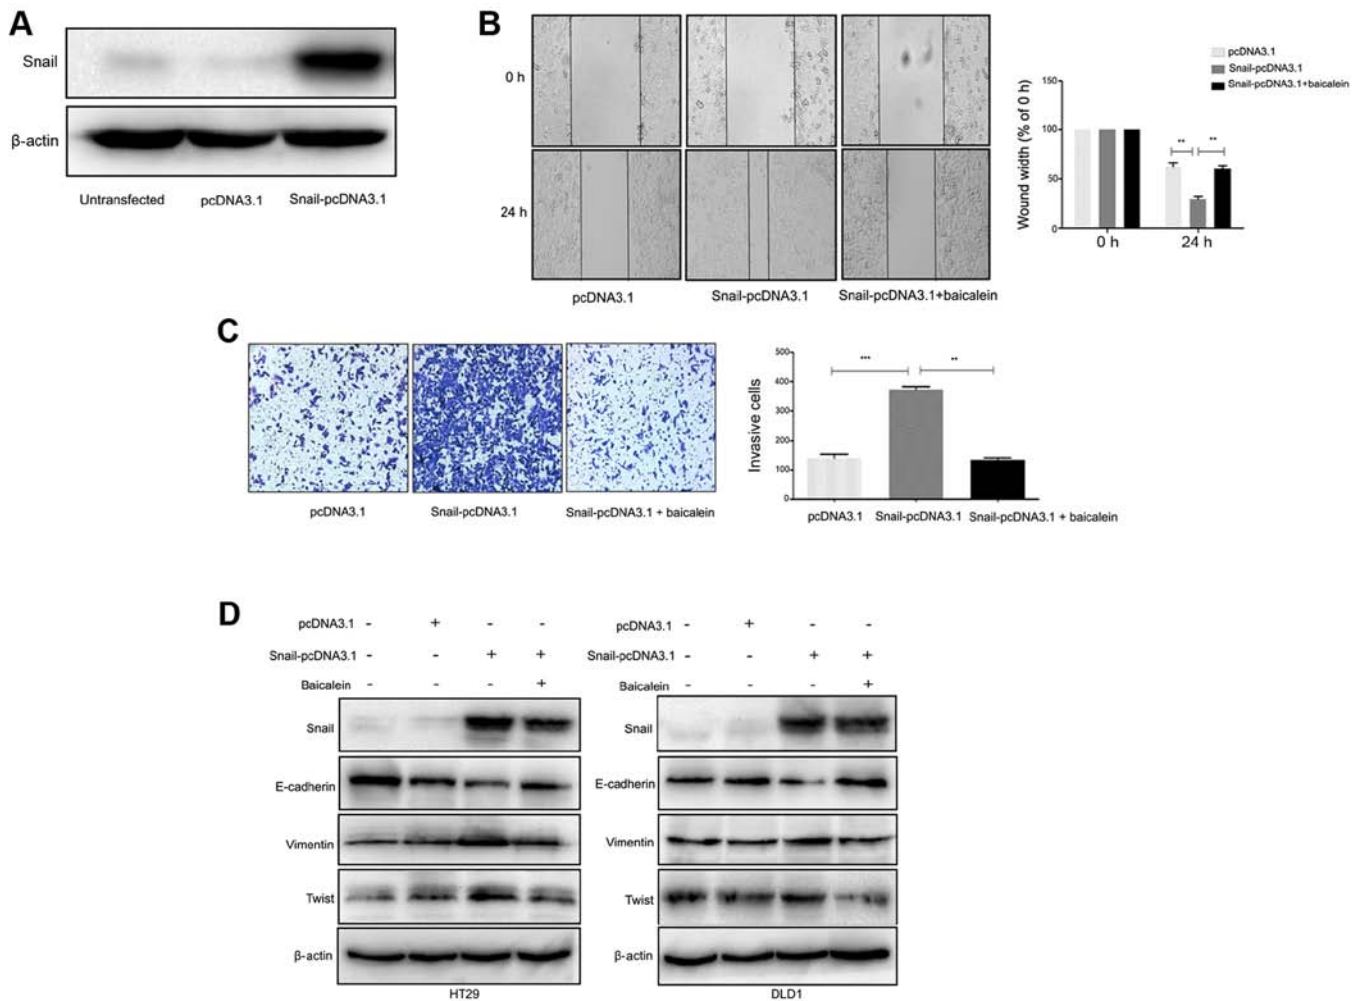 A
Snail
β-actin
Untransfected pcDNA3.1 Snail-pcDNA3.1
B
0 h
24 h
pcDNA3.1 Snail-pcDNA3.1 Snail-pcDNA3.1+baicalein
pcDNA3.1
Snail-pcDNA3.1
Snail-pcDNA3.1+baicalein
Wound width (% of 0 h)
150
100
50
0
** **
0 h 24 h
C
pcDNA3.1 Snail-pcDNA3.1 Snail-pcDNA3.1 + baicalein
Invasive cells
500
400
300
200
100
0
*** **
pcDNA3.1 Snail-pcDNA3.1 Snail-pcDNA3.1 + baicalein
D
pcDNA3.1 - + - -
Snail-pcDNA3.1 - - + +
Baicalein - - - +
Snail
E-cadherin
Vimentin
Twist
β-actin
HT29
pcDNA3.1 - + - -
Snail-pcDNA3.1 - - + +
Baicalein - - - +
Snail
E-cadherin
Vimentin
Twist
β-actin
DLD1